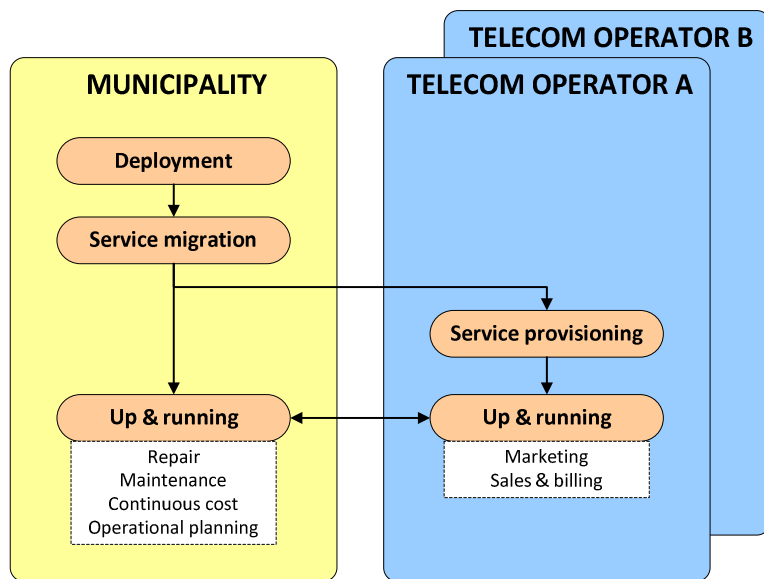 TELECOM OPERATOR B
MUNICIPALITY
TELECOM OPERATOR A
Deployment
Service migration
Service provisioning
Up & running
Repair
Maintenance
Continuous cost
Operational planning
Up & running
Marketing
Sales & billing